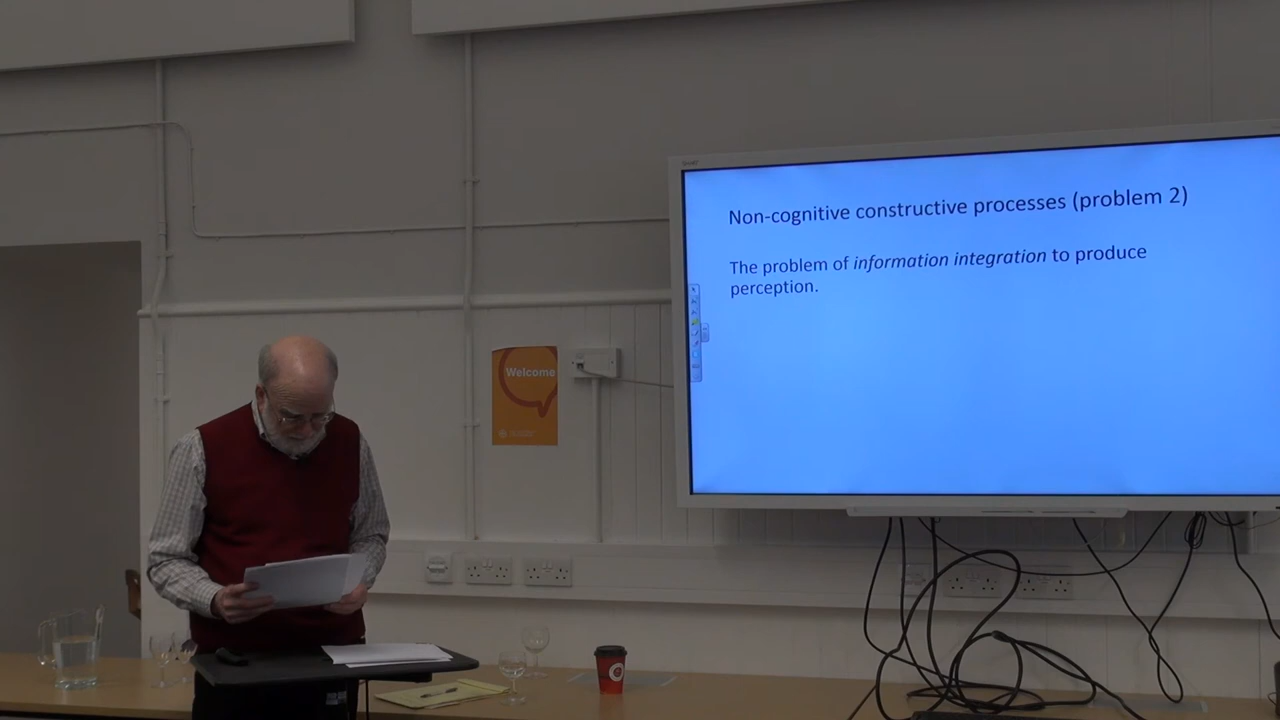 Non-cognitive constructive processes (problem 2)
The problem of information integration to produce
perception.
Welcome